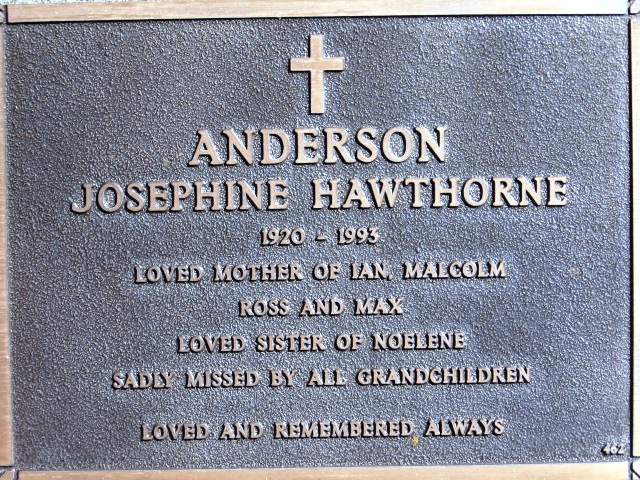 ANDERSON
JOSEPHINE HAWTHORNE
1920 - 1993
LOVED MOTHER OF IAN, MALCOLM
ROSS AND MAX
LOVED SISTER OF NOELENE
SADLY MISSED BY ALL GRANDCHILDREN
LOVED AND REMEMBERED ALWAYS
462